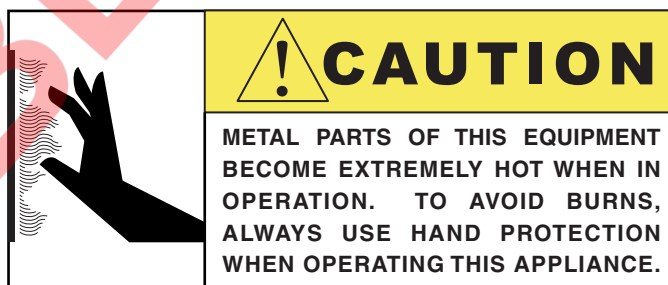 CAUTION
METAL PARTS OF THIS EQUIPMENT
BECOME EXTREMELY HOT WHEN IN
OPERATION. TO AVOID BURNS,
ALWAYS USE HAND PROTECTION
WHEN OPERATING THIS APPLIANCE.